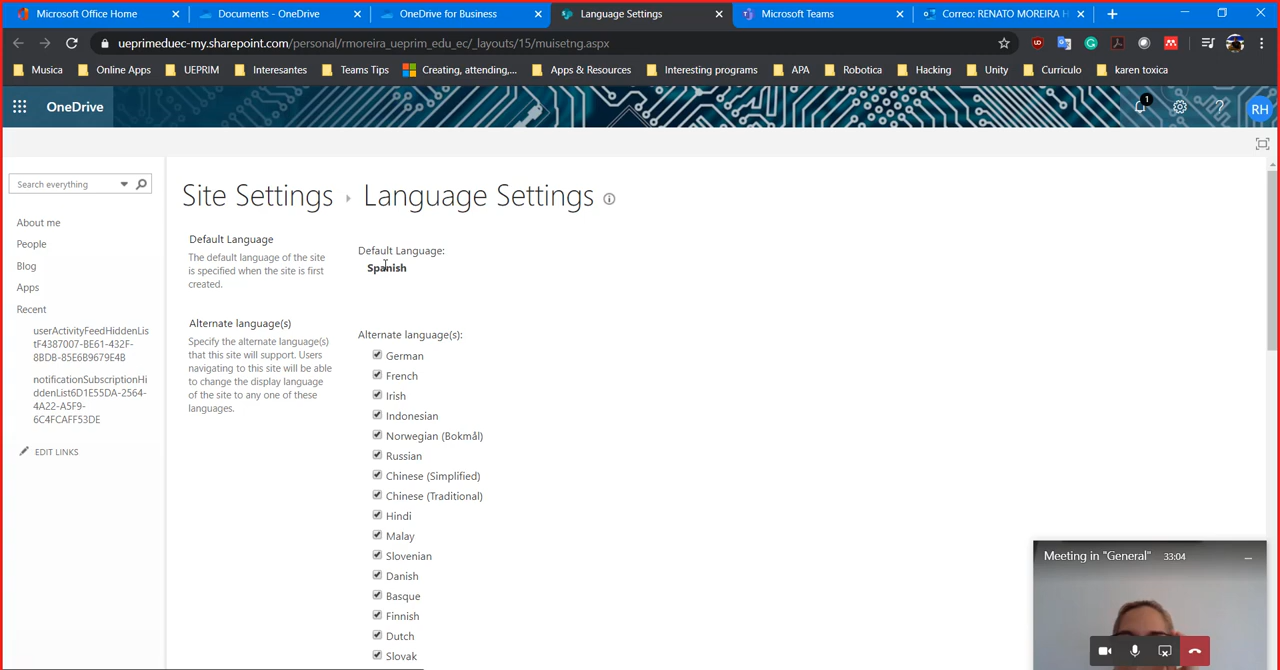 Microsoft Office Home
Documents - OneDrive
OneDrive for Business
Language Settings
Microsoft Teams
Correo: RENATO MOREIRA H
ueprimeduec-my.sharepoint.com/personal/rmoreira_ueprim_edu_ec/_layouts/15/muisetng.aspx
Musica
Online Apps
UEPRIM
Interesantes
Teams Tips
Creating, attending,...
Apps & Resources
Interesting programs
APA
Robotica
Hacking
Unity
Curriculo
karen toxica
OneDrive
1
?
RH
Search everything
About me
People
Blog
Apps
Recent
userActivityFeedHiddenLis
tF4387007-BE61-432F-
8BDB-85E6B9679E4B
notificationSubscriptionHi
ddenList6D1E55DA-2564-
4A22-A5F9-
6C4FCAFF53DE
EDIT LINKS
Site Settings
Language Settings
Default Language
The default language of the site
is specified when the site is first
created.
Default Language:
Spanish
Alternate language(s)
Specify the alternate language(s)
that this site will support. Users
navigating to this site will be able
to change the display language
of the site to any one of these
languages.
Alternate language(s):
German
French
Irish
Indonesian
Norwegian (Bokmål)
Russian
Chinese (Simplified)
Chinese (Traditional)
Hindi
Malay
Slovenian
Danish
Basque
Finnish
Dutch
Slovak
Meeting in "General"
33:04